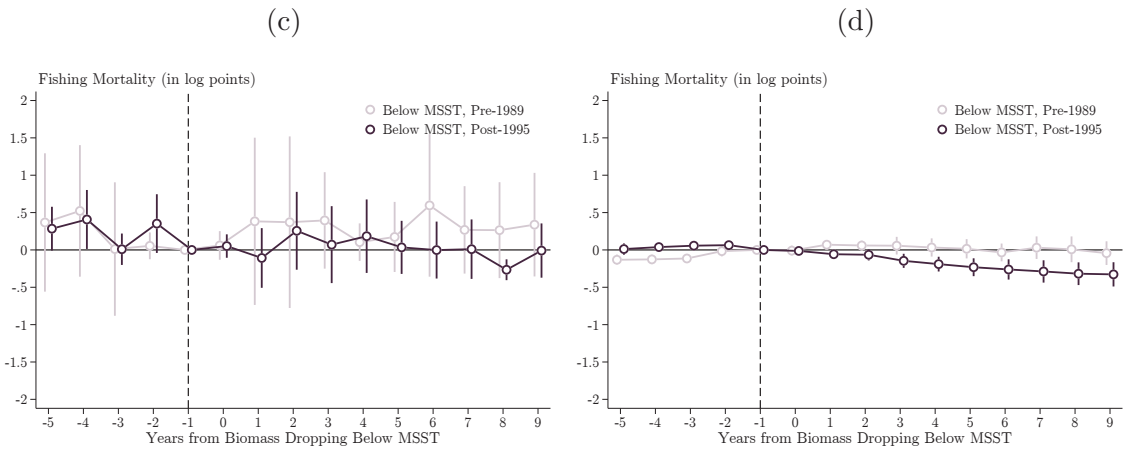 (c)
Fishing Mortality (in log points)
Below MSST, Pre-1989
Below MSST, Post-1995
2
1.5
1
.5
0
-.5
-1
-1.5
-2
-5 -4 -3 -2 -1 0 1 2 3 4 5 6 7 8 9
Years from Biomass Dropping Below MSST
(d)
Fishing Mortality (in log points)
Below MSST, Pre-1989
Below MSST, Post-1995
2
1.5
1
.5
0
-.5
-1
-1.5
-2
-5 -4 -3 -2 -1 0 1 2 3 4 5 6 7 8 9
Years from Biomass Dropping Below MSST